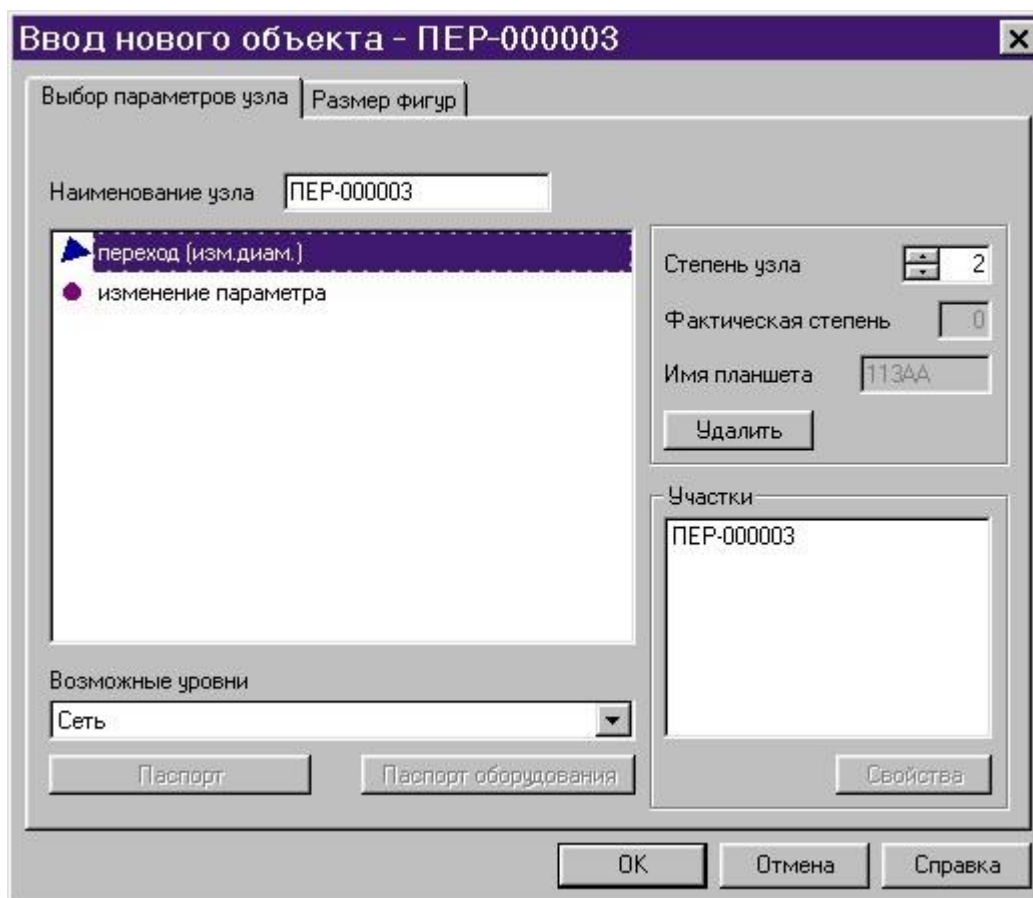 Ввод нового объекта - ПЕР-000003
Выбор параметров узла
Размер фигур
Наименование узла
ПЕР-000003
переход (изм.диам.)
изменение параметра
Степень узла
2
Фактическая степень
0
Имя планшета
113АА
Удалить
Участки
ПЕР-000003
Возможные уровни
Сеть
Паспорт
Паспорт оборудования
Свойства
OK
Отмена
Справка